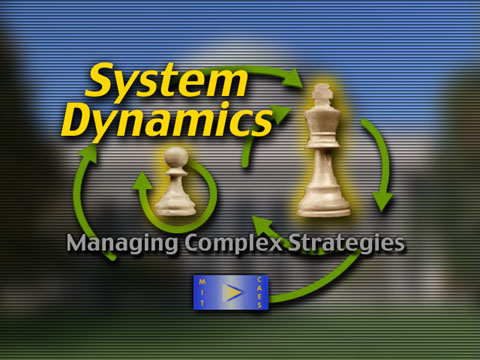 System
Dynamics
Managing Complex Strategies
MIT
CAES